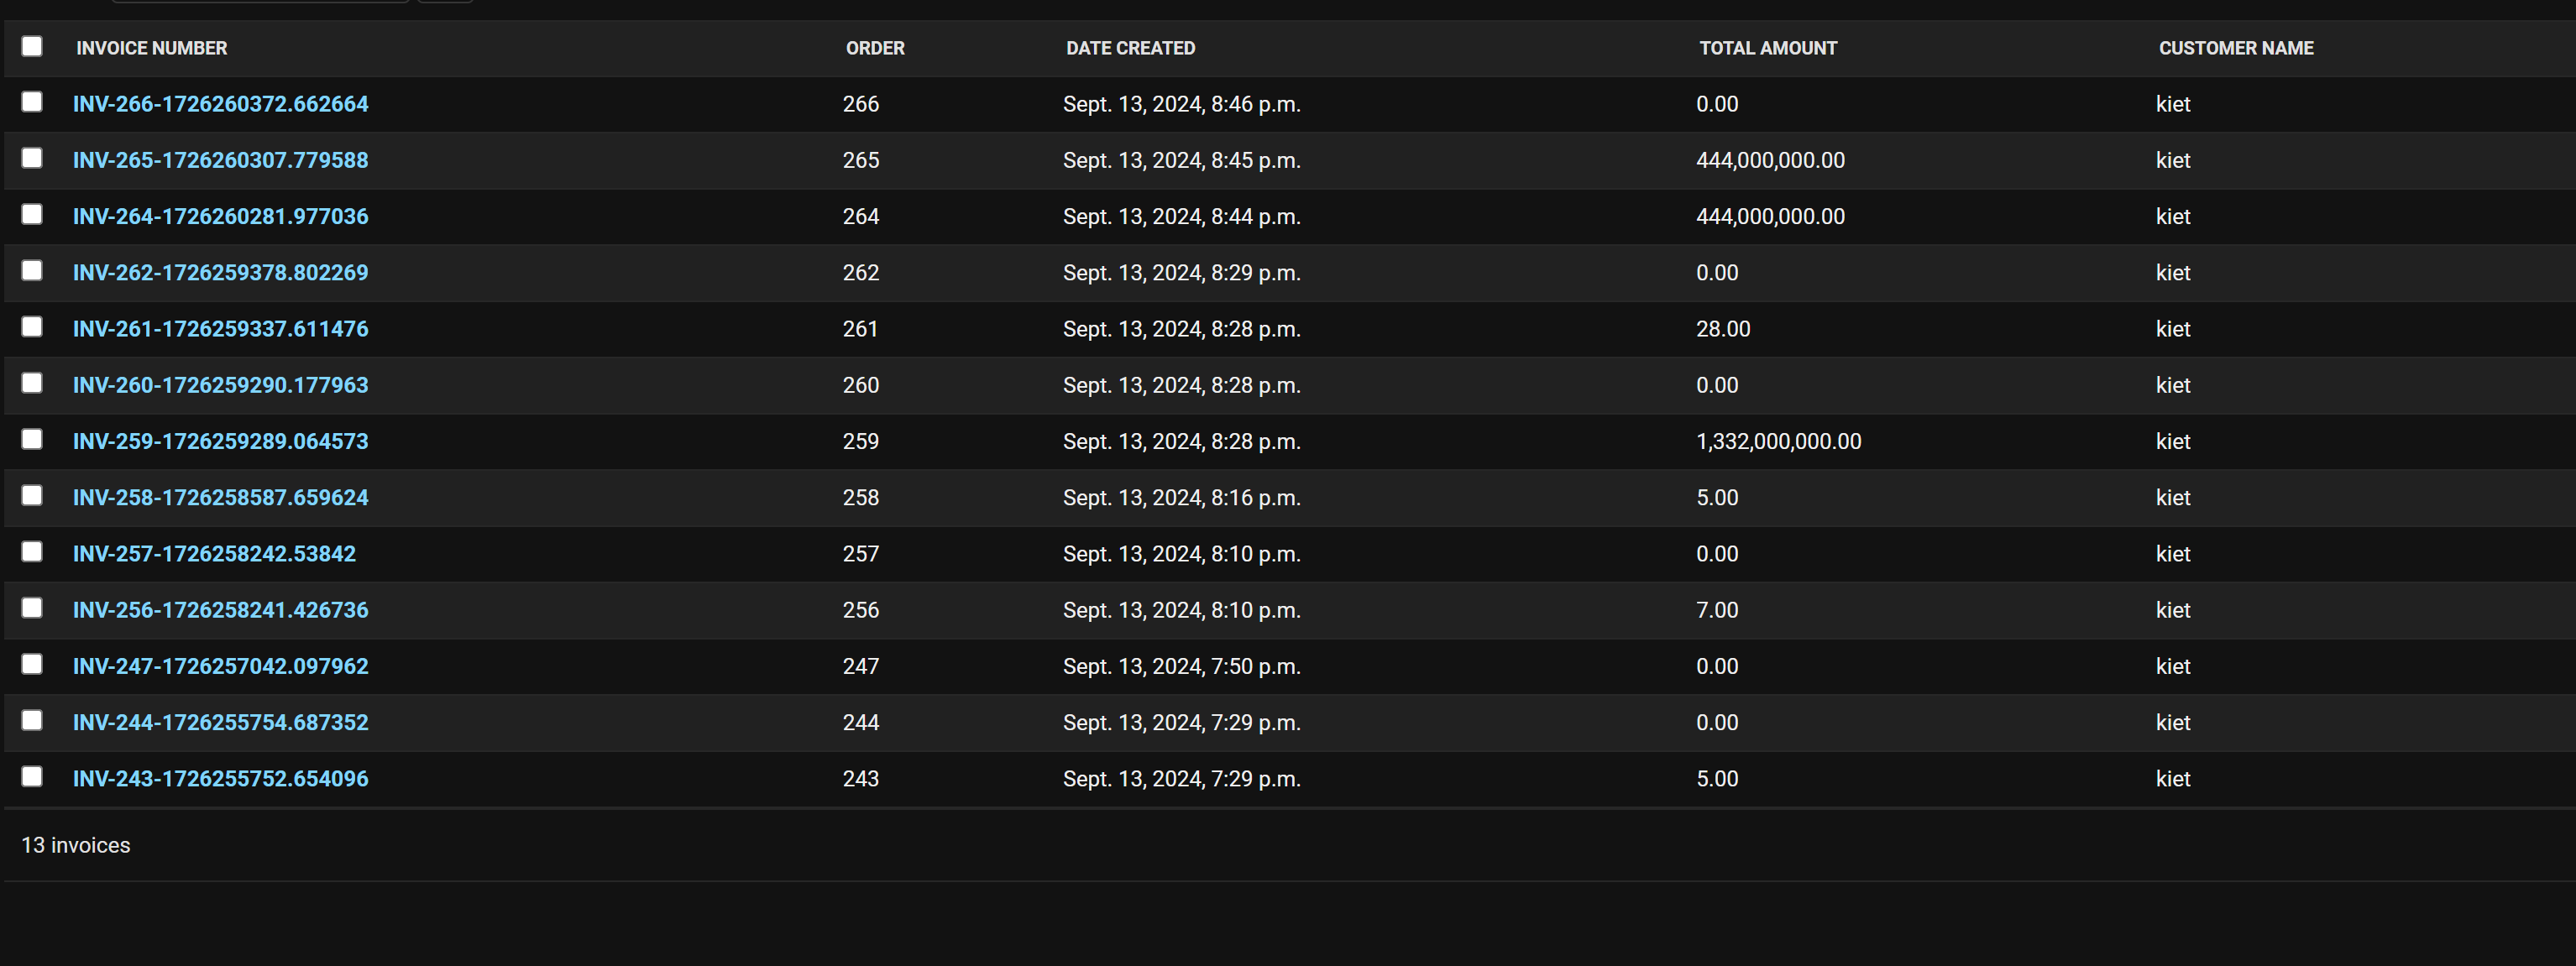 INVOICE NUMBER ORDER DATE CREATED TOTAL AMOUNT CUSTOMER NAME
INV-266-1726260372.662664 266 Sept. 13, 2024, 8:46 p.m. 0.00 kiet
INV-265-1726260307.779588 265 Sept. 13, 2024, 8:45 p.m. 444,000,000.00 kiet
INV-264-1726260281.977036 264 Sept. 13, 2024, 8:44 p.m. 444,000,000.00 kiet
INV-262-1726259378.802269 262 Sept. 13, 2024, 8:29 p.m. 0.00 kiet
INV-261-1726259337.611476 261 Sept. 13, 2024, 8:28 p.m. 28.00 kiet
INV-260-1726259290.177963 260 Sept. 13, 2024, 8:28 p.m. 0.00 kiet
INV-259-1726259289.064573 259 Sept. 13, 2024, 8:28 p.m. 1,332,000,000.00 kiet
INV-258-1726258587.659624 258 Sept. 13, 2024, 8:16 p.m. 5.00 kiet
INV-257-1726258242.53842 257 Sept. 13, 2024, 8:10 p.m. 0.00 kiet
INV-256-1726258241.426736 256 Sept. 13, 2024, 8:10 p.m. 7.00 kiet
INV-247-1726257042.097962 247 Sept. 13, 2024, 7:50 p.m. 0.00 kiet
INV-244-1726255754.687352 244 Sept. 13, 2024, 7:29 p.m. 0.00 kiet
INV-243-1726255752.654096 243 Sept. 13, 2024, 7:29 p.m. 5.00 kiet
13 invoices